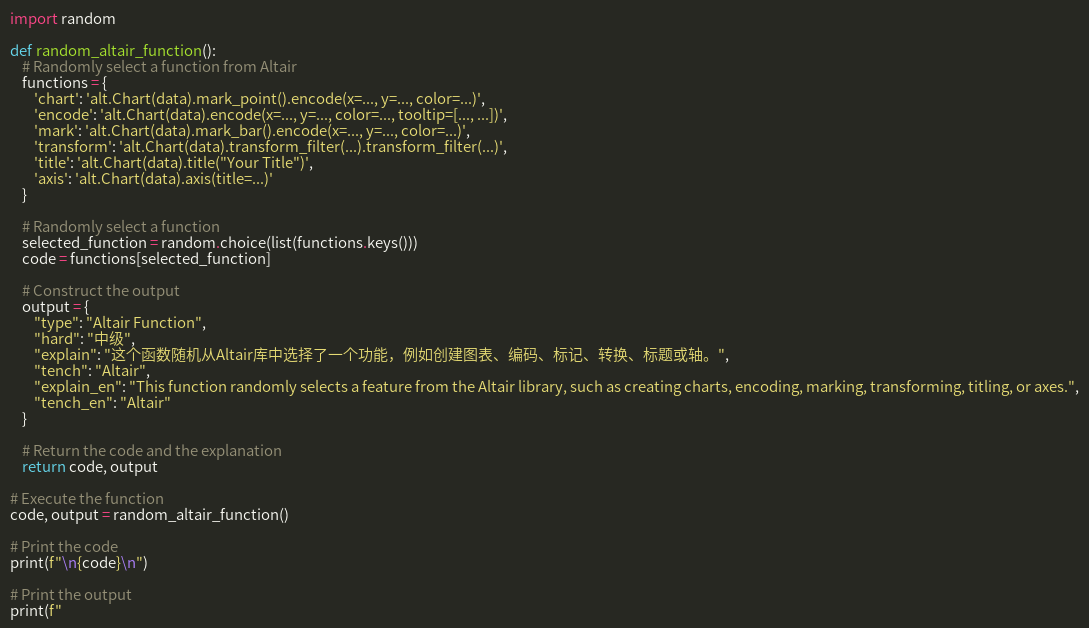 import random
def random_altair_function():
# Randomly select a function from Altair
functions = {
'chart': 'alt.Chart(data).mark_point().encode(x=..., y=..., color=...)',
'encode': 'alt.Chart(data).encode(x=..., y=..., color=..., tooltip=[..., ...])',
'mark': 'alt.Chart(data).mark_bar().encode(x=..., y=..., color=...)',
'transform': 'alt.Chart(data).transform_filter(...).transform_filter(...)',
'title': 'alt.Chart(data).title("Your Title")',
'axis': 'alt.Chart(data).axis(title=...)'
}
# Randomly select a function
selected_function = random.choice(list(functions.keys()))
code = functions[selected_function]
# Construct the output
output = {
"type": "Altair Function",
"hard": "中级",
"explain": "这个函数随机从Altair库中选择了一个功能，例如创建图表、编码、标记、转换、标题或轴。",
"tench": "Altair",
"explain_en": "This function randomly selects a feature from the Altair library, such as creating charts, encoding, marking, transforming, titling, or axes.",
"tench_en": "Altair"
}
# Return the code and the explanation
return code, output
# Execute the function
code, output = random_altair_function()
# Print the code
print(f"\n{code}\n")
# Print the output
print(f"